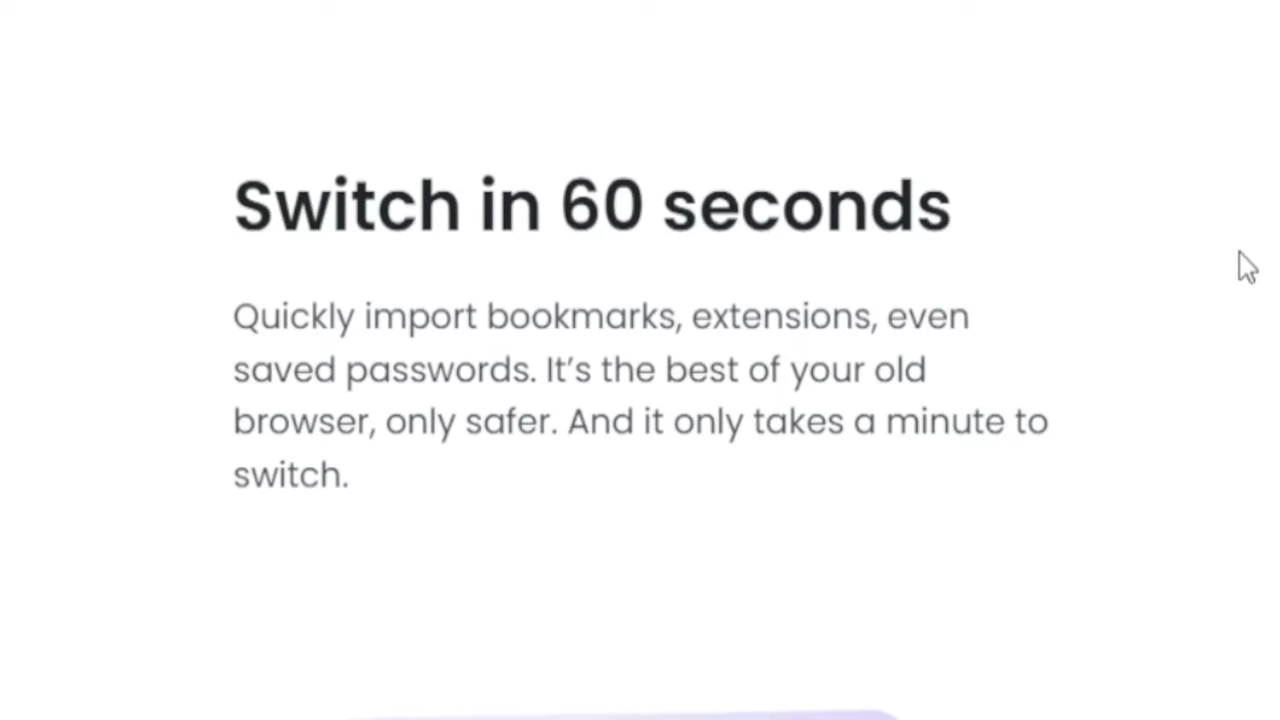 Switch in 60 seconds
Quickly import bookmarks, extensions, even
saved passwords. It’s the best of your old
browser, only safer. And it only takes a minute to
switch.